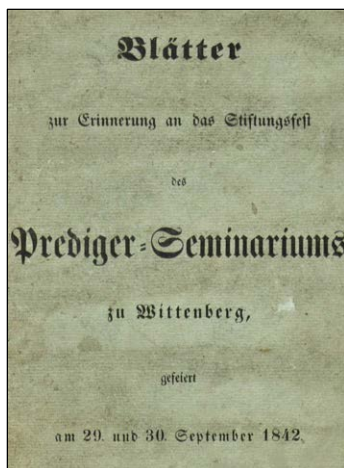 Blätter
zur Erinnerung an das Stiftungsfest
des
Prediger-Seminariums
zu Wittenberg,
gefeiert
am 29. und 30. September 1842.